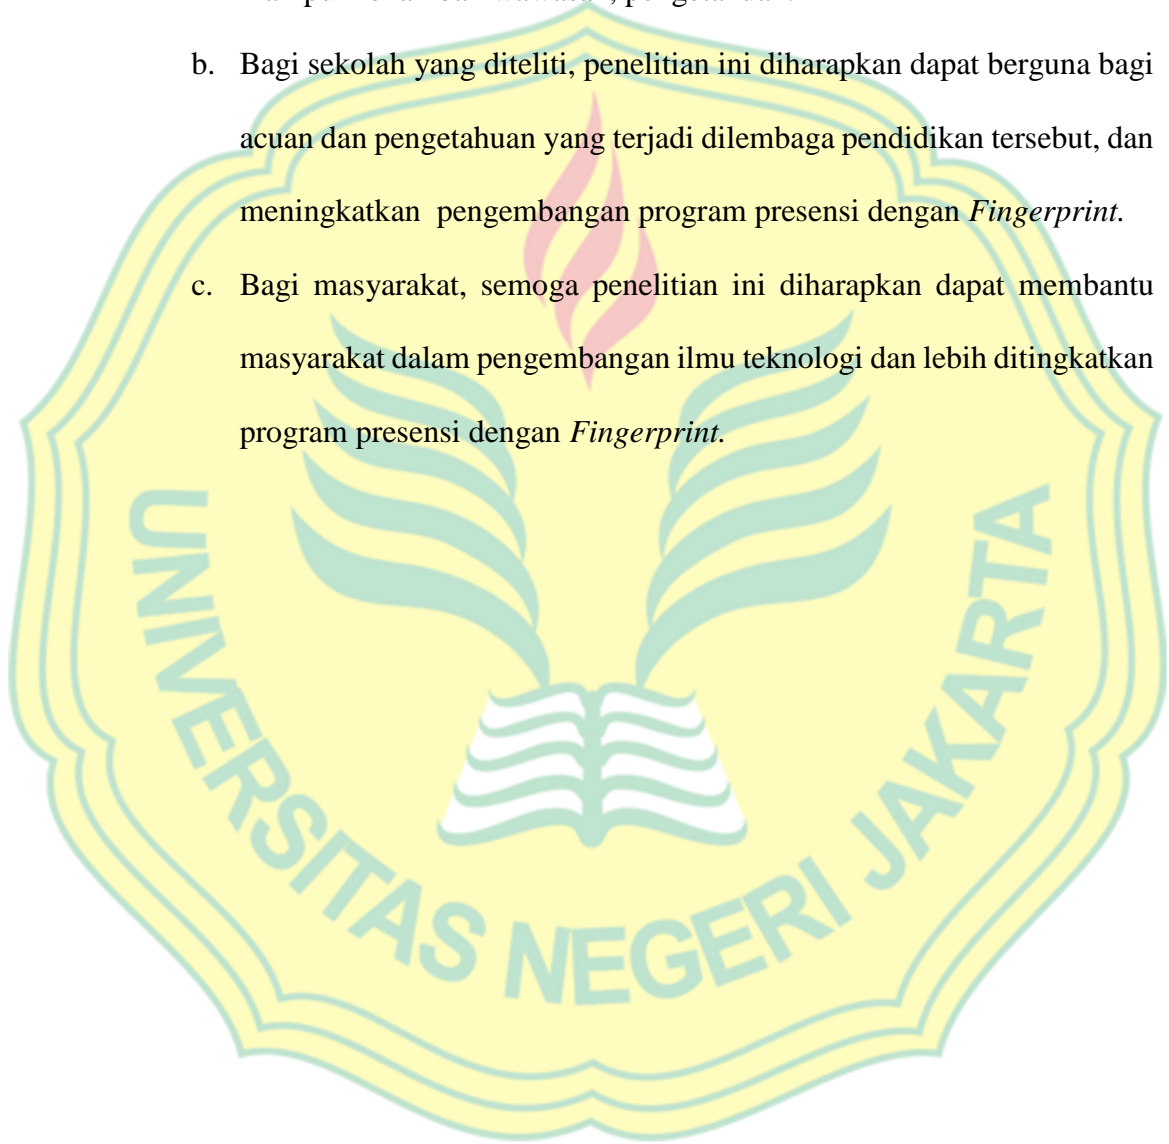 b. Bagi sekolah yang diteliti, penelitian ini diharapkan dapat berguna bagi
acuan dan pengetahuan yang terjadi dilembaga pendidikan tersebut, dan
meningkatkan pengembangan program presensi dengan Fingerprint.
c. Bagi masyarakat, semoga penelitian ini diharapkan dapat membantu
masyarakat dalam pengembangan ilmu teknologi dan lebih ditingkatkan
program presensi dengan Fingerprint.
UNIVERSITAS NEGERI JAKARTA